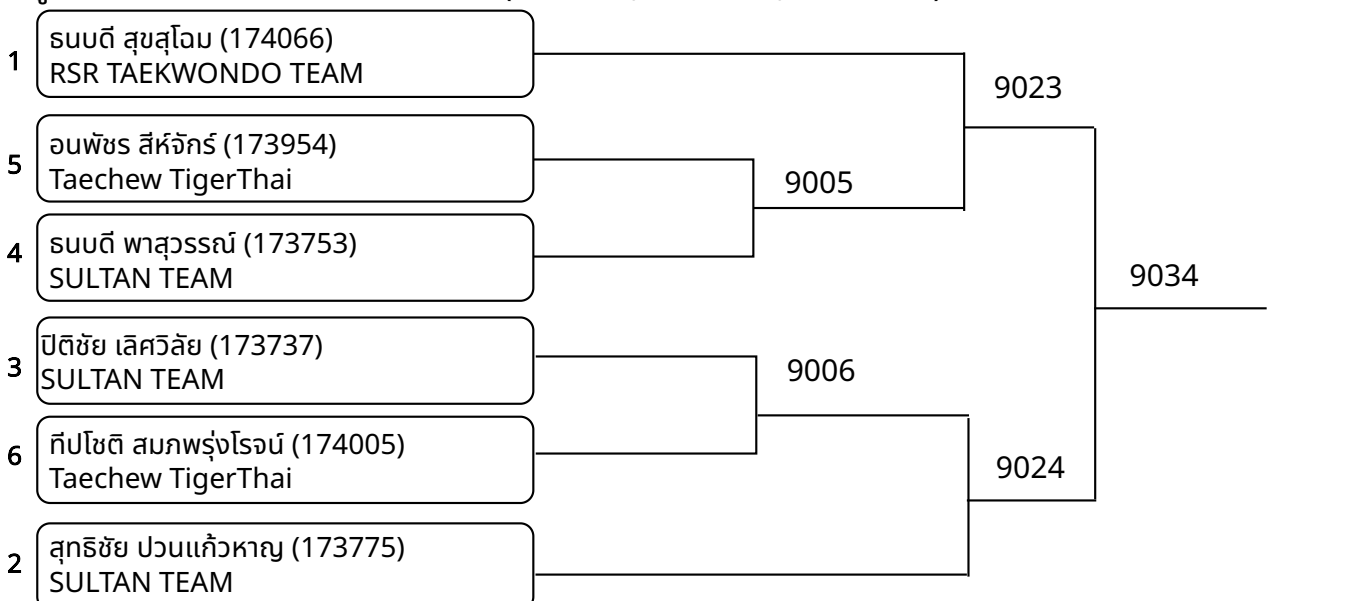 1
ธนบดี สุขสุโฉม (174066)
RSR TAEKWONDO TEAM
9023
5
อนพัชร สีห์จักร์ (173954)
Taechew TigerThai
9005
4
ธนบดี พาสุวรรณ์ (173753)
SULTAN TEAM
9034
3
ปิติชัย เลิศวิลัย (173737)
SULTAN TEAM
9006
6
ทีปโชติ สมภพรุ่งโรจน์ (174005)
Taechew TigerThai
9024
2
สุทธิชัย ปวนแก้วหาญ (173775)
SULTAN TEAM